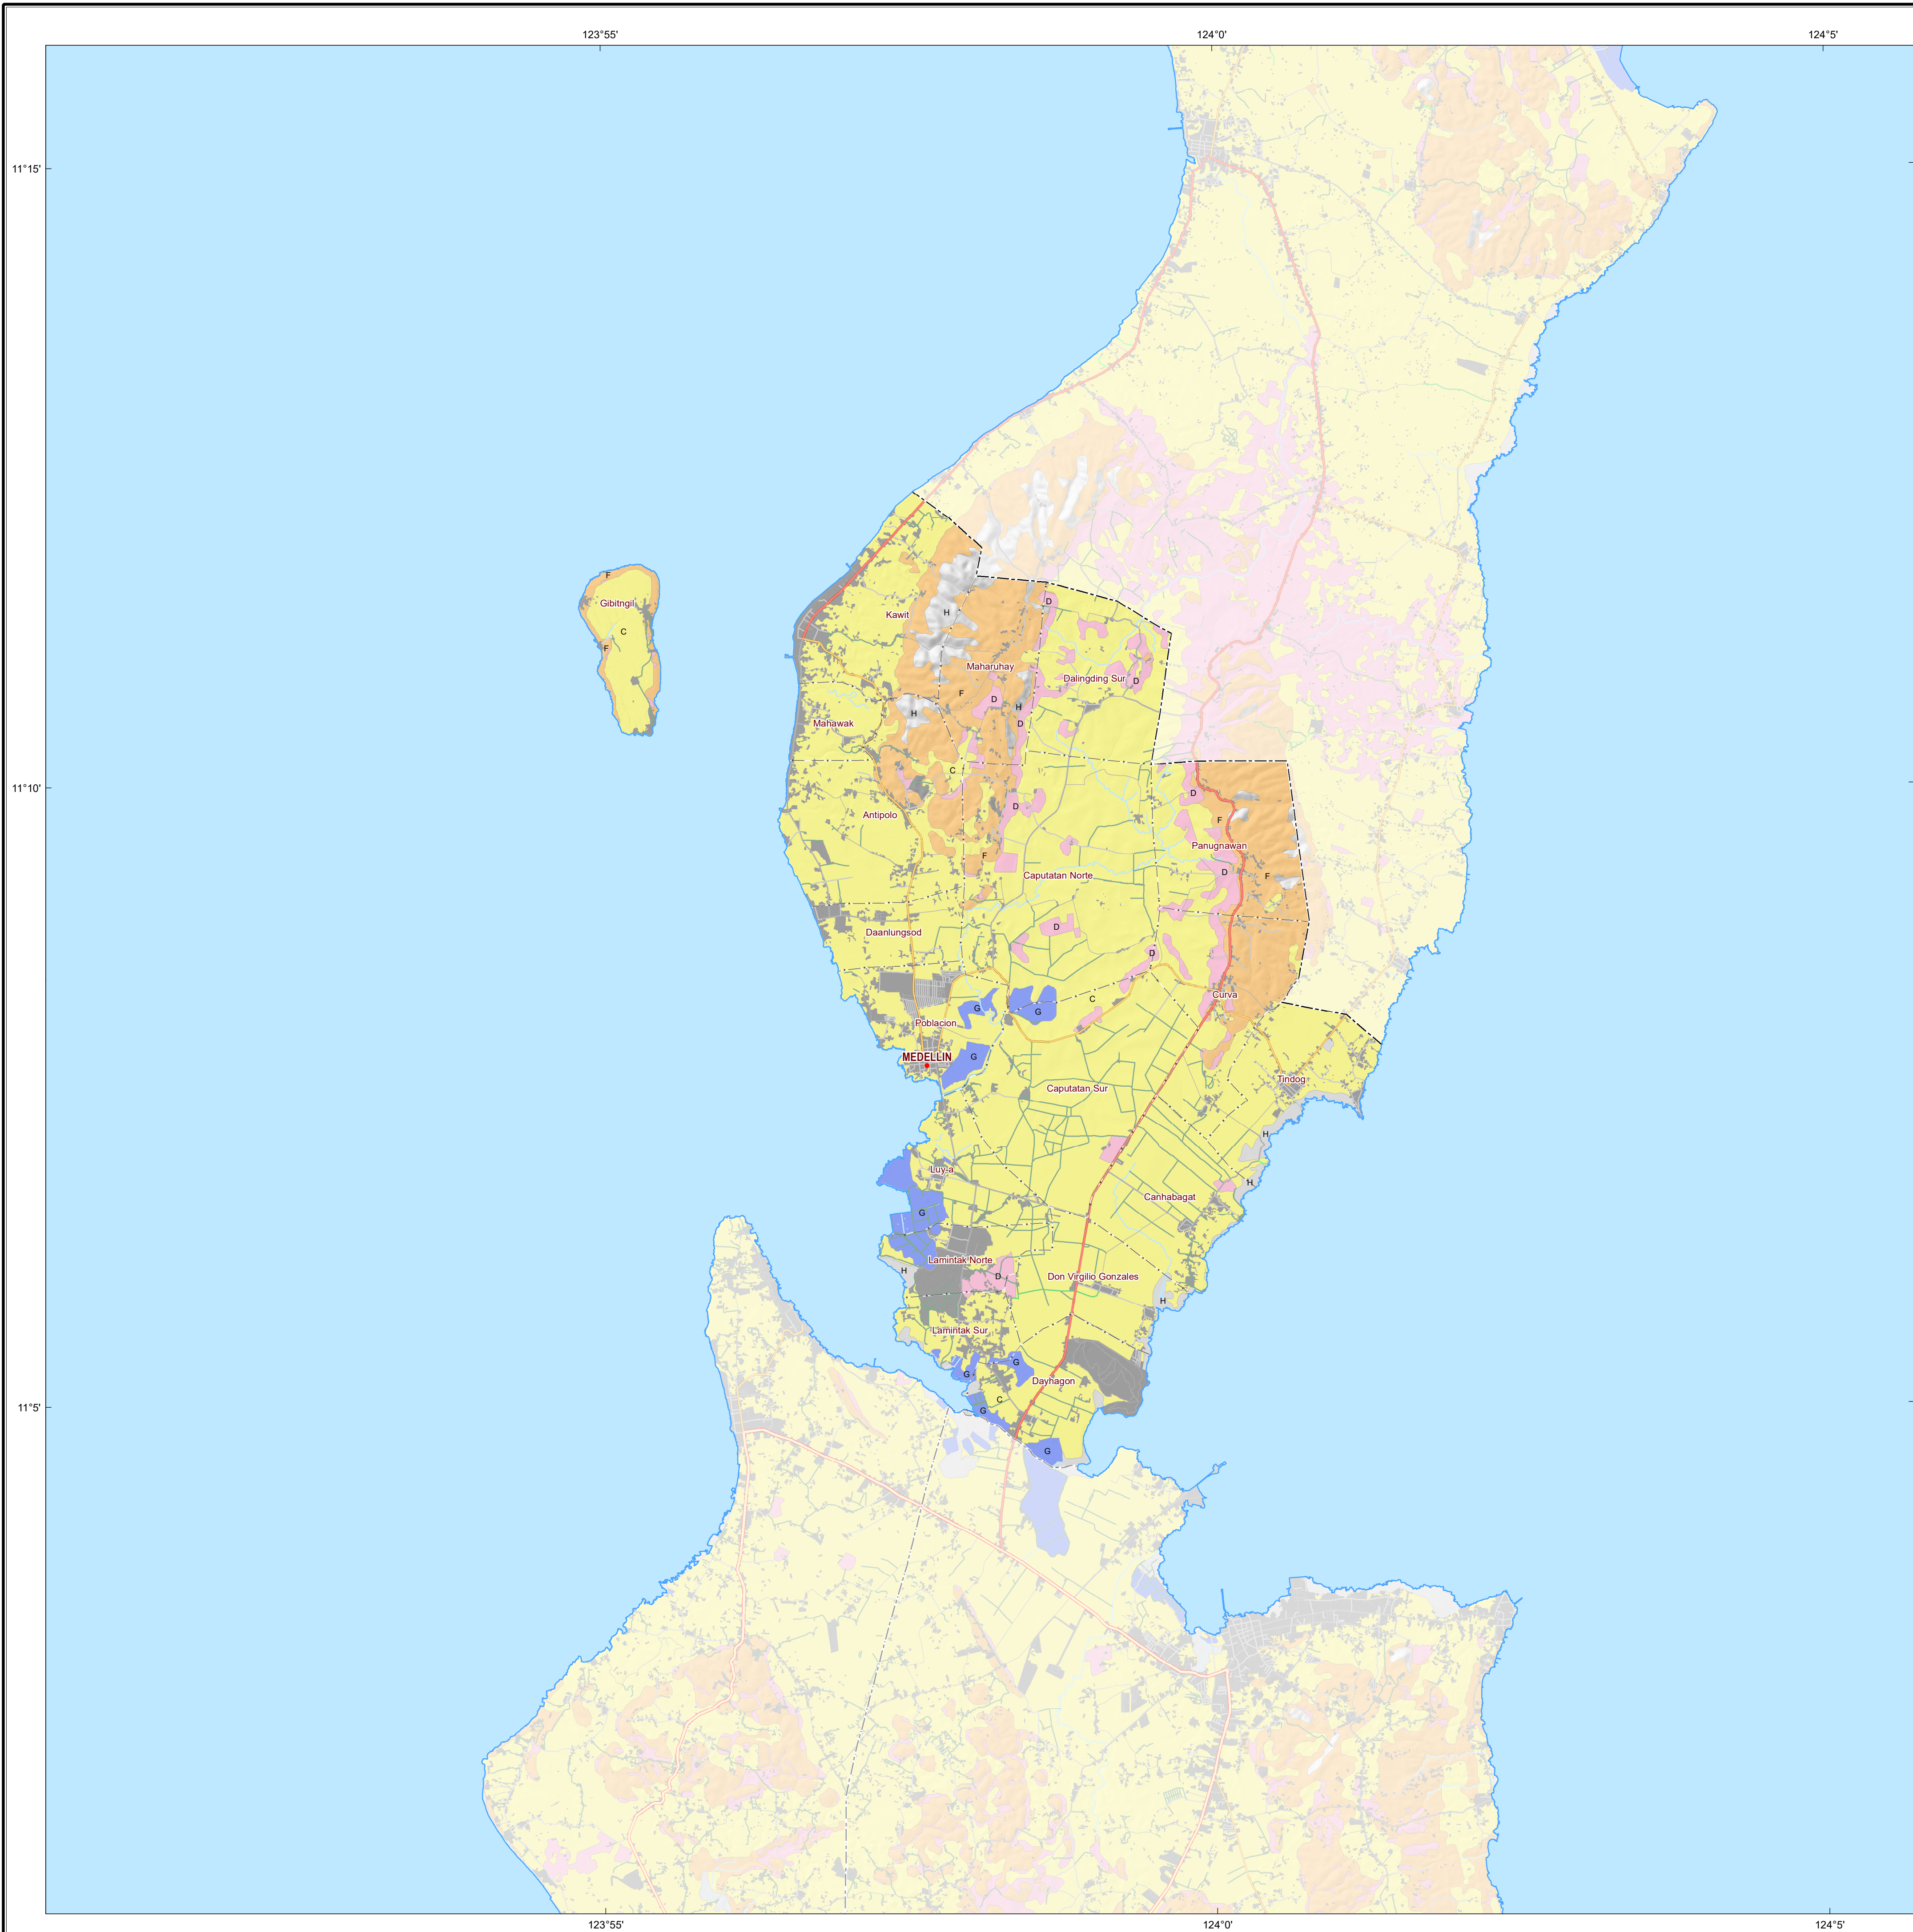 123°55' 124°0' 124°5'
11°15'
F
Gibitngil
D
H
Kawit
C
F
Maharuhay
Dalingding Sur
D
F
D
H
H
Mahawak
D
C
D
D
Antipolo
F
Panugnawan
F
D
F
Caputatan Norte
D
Daanlungsod
D
Curva
C
G
G
Poblacion
G
MEDELLIN
Tindog
Caputatan Sur
H
Luy-a
H
Canhabagat
G
Lamintak Norte
H
D
Don Virgilio Gonzales
H
Lamintak Sur
G
G
Dayhagon
C
G
G
11°10'
11°5'
123°55' 124°0' 124°5'